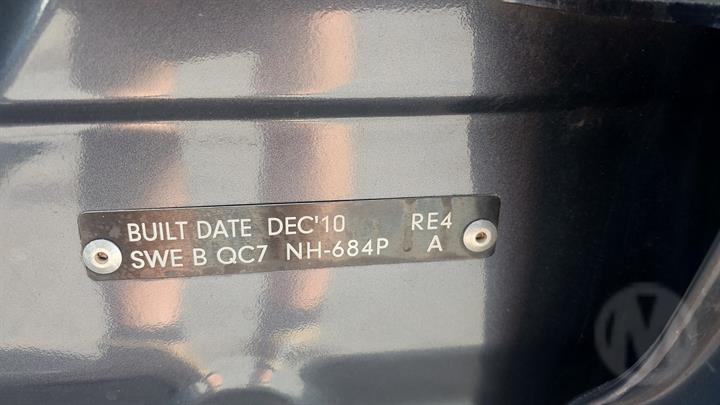 BUILT DATE DEC'10 RE4
SWE B QC7 NH-684P A